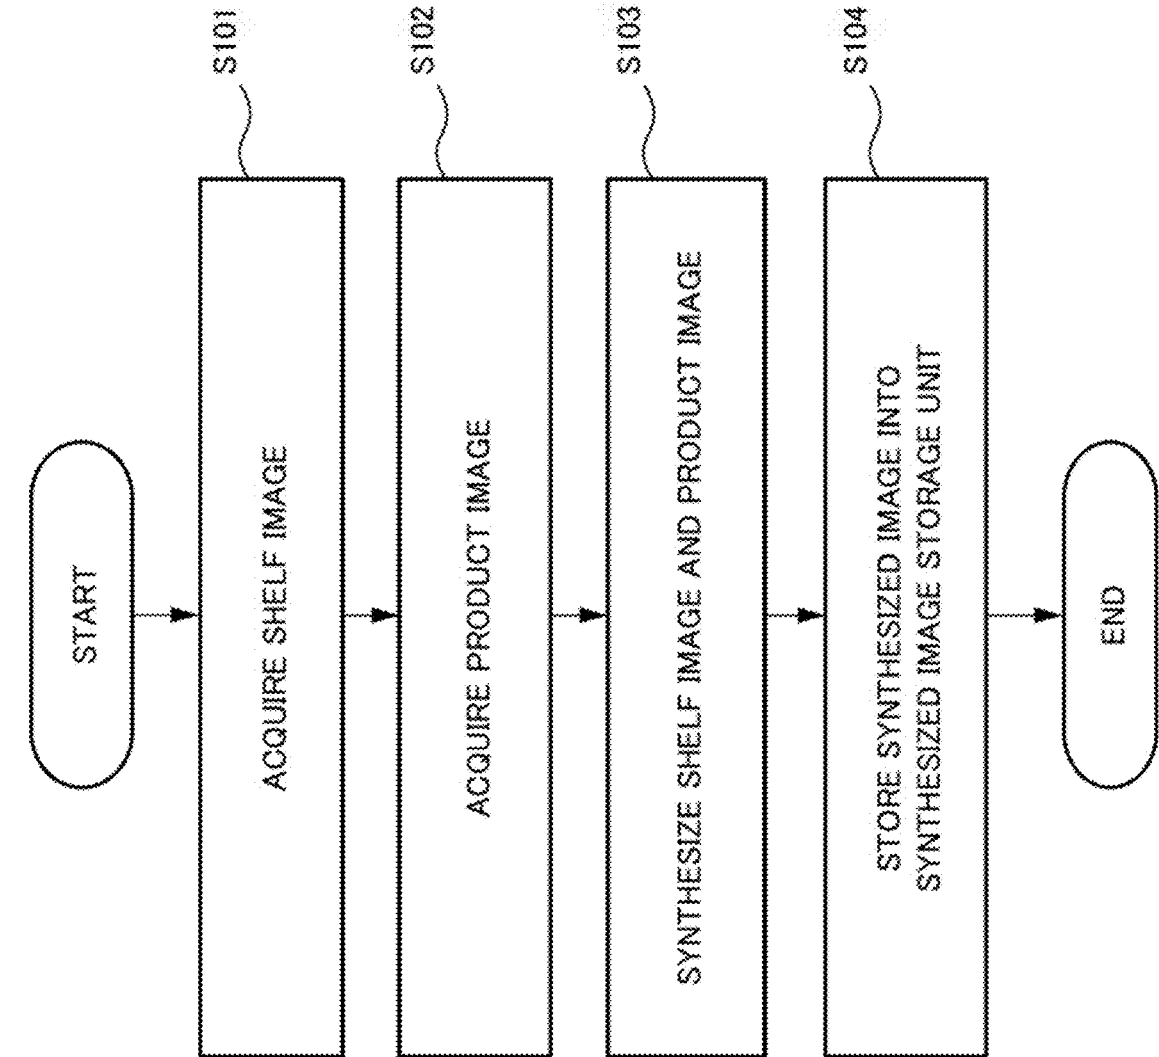 START
ACQUIRE SHELF IMAGE
S101
ACQUIRE PRODUCT IMAGE
S102
SYNTHESIZE SHELF IMAGE AND PRODUCT IMAGE
S103
STORE SYNTHESIZED IMAGE INTO
SYNTHESIZED IMAGE STORAGE UNIT
S104
END